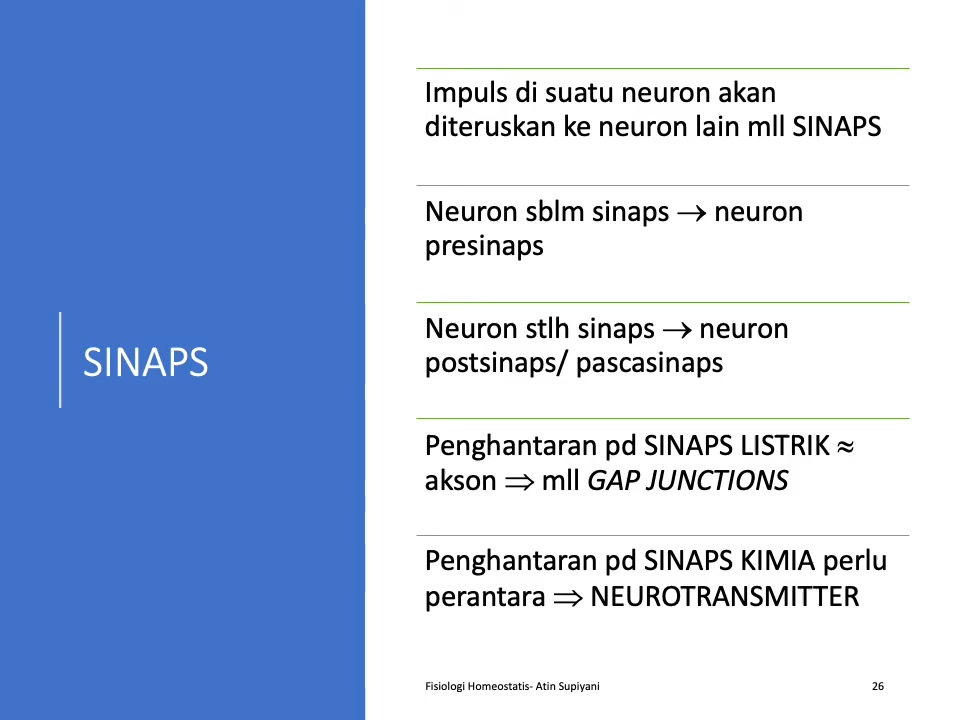 SINAPS
Impuls di suatu neuron akan
diteruskan ke neuron lain mll SINAPS
Neuron sblm sinaps → neuron
presinaps
Neuron stlh sinaps → neuron
postsinaps/ pascasinaps
Penghantaran pd SINAPS LISTRIK ≈
akson ⇒ mll GAP JUNCTIONS
Penghantaran pd SINAPS KIMIA perlu
perantara ⇒ NEUROTRANSMITTER
Fisiologi Homeostatis- Atin Supiyani
26